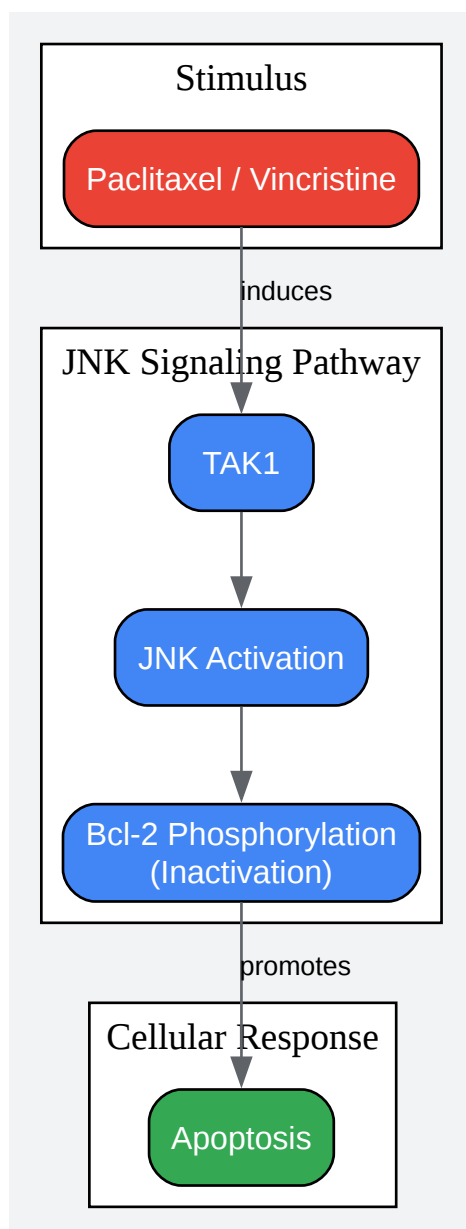 Stimulus
Paclitaxel / Vincristine
induces
JNK Signaling Pathway
TAK1
JNK Activation
Bcl-2 Phosphorylation
(Inactivation)
promotes
Cellular Response
Apoptosis